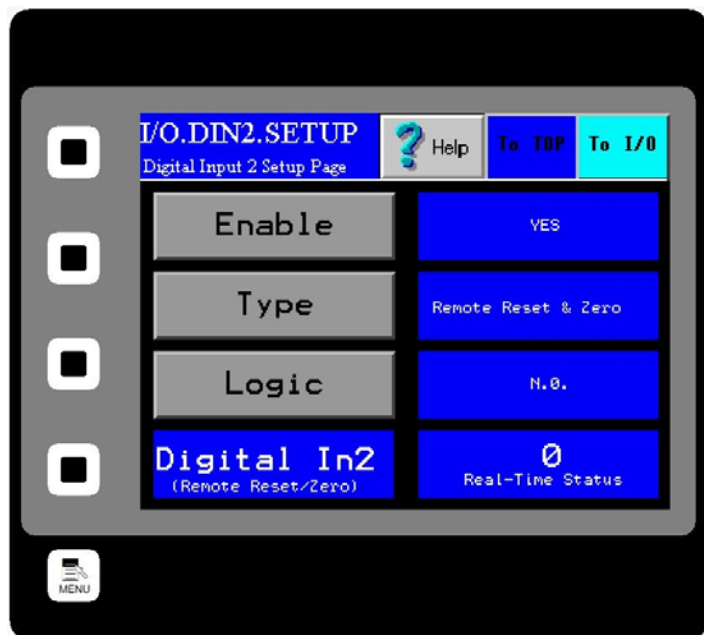 I/O.DIN2.SETUP
Digital Input 2 Setup Page
Help
To TOP
To I/O
Enable
YES
Type
Remote Reset & Zero
Logic
N.O.
Digital In2
(Remote Reset/Zero)
0
Real-Time Status
MENU